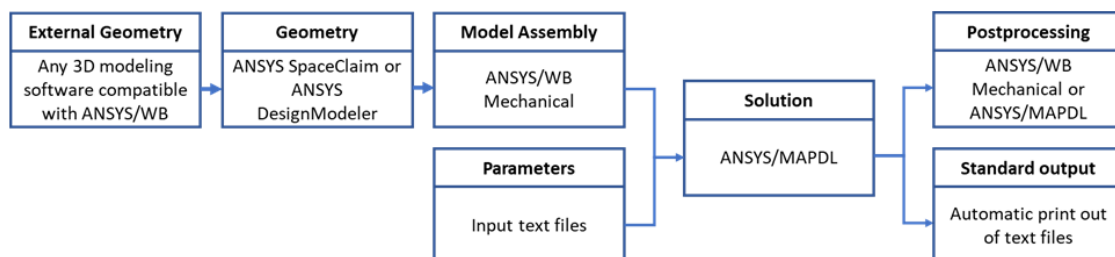 External Geometry
Any 3D modeling
software compatible
with ANSYS/WB
Geometry
ANSYS SpaceClaim or
ANSYS
DesignModeler
Model Assembly
ANSYS/WB
Mechanical
Parameters
Input text files
Solution
ANSYS/MAPDL
Postprocessing
ANSYS/WB
Mechanical or
ANSYS/MAPDL
Standard output
Automatic print out
of text files